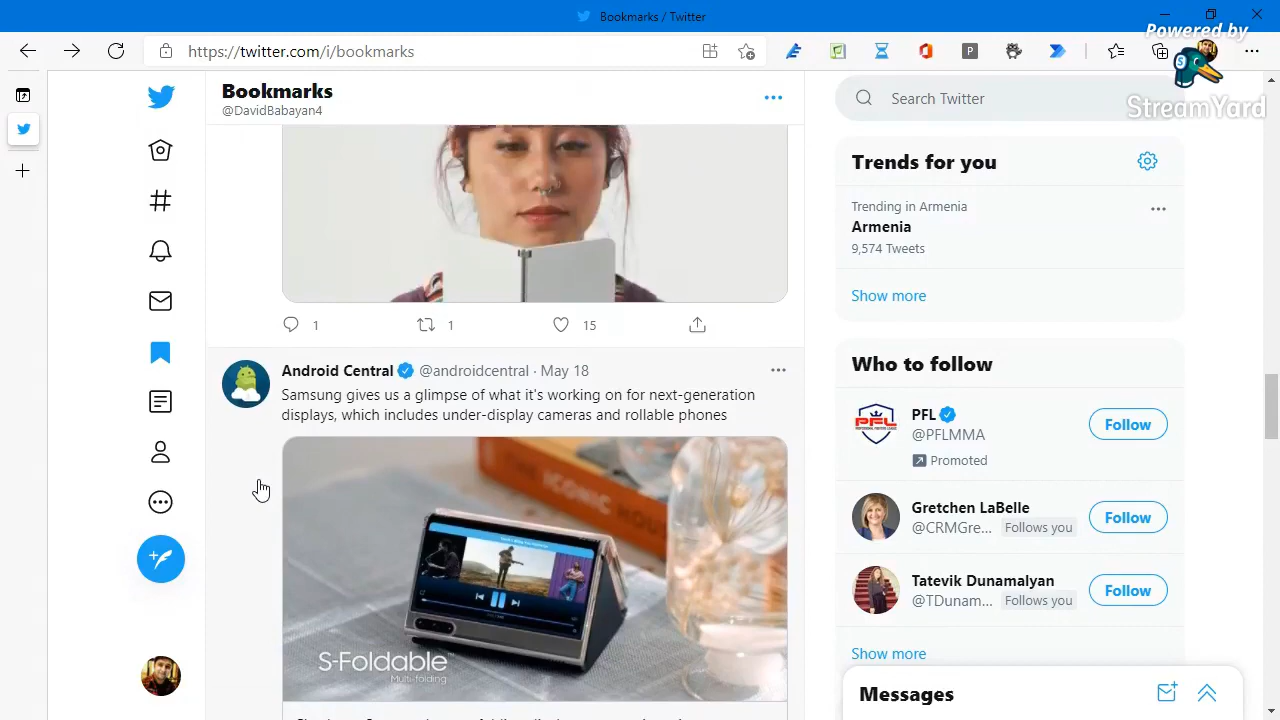 Bookmarks / Twitter
Powered by
StreamYard
https://twitter.com/i/bookmarks
Bookmarks
@DavidBabayan4
1
1
15
Android Central @androidcentral · May 18
Samsung gives us a glimpse of what it's working on for next-generation
displays, which includes under-display cameras and rollable phones
ICONIC
S-Foldable™
Multi-folding
Search Twitter
Trends for you
Trending in Armenia
Armenia
9,574 Tweets
Show more
Who to follow
PFL
@PFLMMA
Promoted
Follow
Gretchen LaBelle
@CRMGre... Follows you
Follow
Tatevik Dunamalyan
@TDunam... Follows you
Follow
Show more
Messages